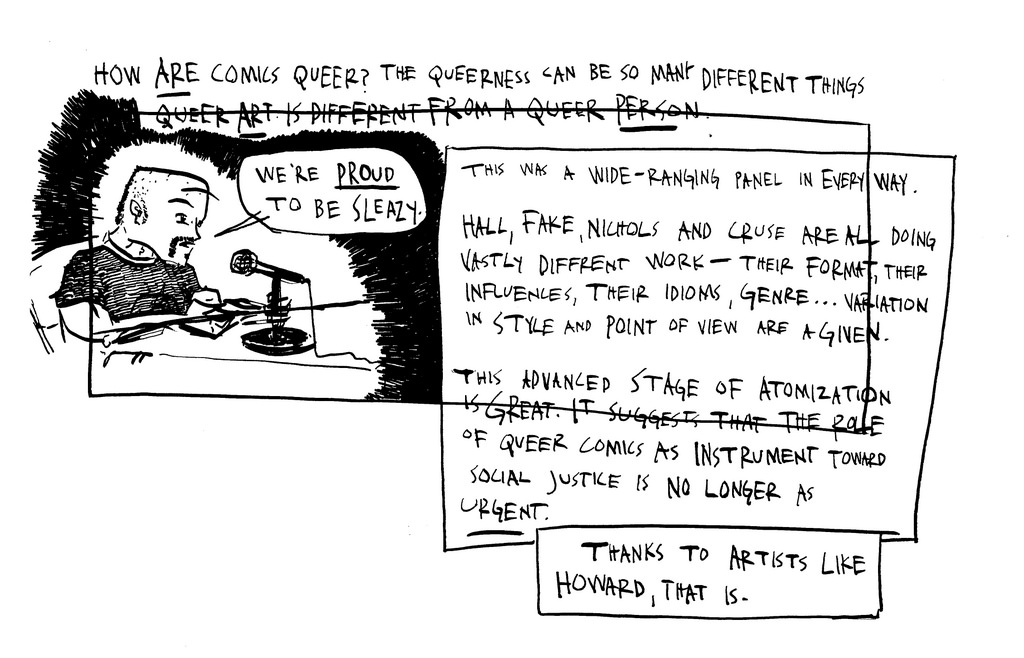 HOW ARE COMICS QUEER? THE QUEERNESS CAN BE SO MANY DIFFERENT THINGS
QUEER ART IS DIFFERENT FROM A QUEER PERSON.
WE'RE PROUD
TO BE SLEAZY.
THIS WAS A WIDE-RANGING PANEL IN EVERY WAY.
HALL, FAKE, NICHOLS AND CRUSE ARE ALL DOING
VASTLY DIFFRENT WORK — THEIR FORMAT, THEIR
INFLUENCES, THEIR IDIOMS, GENRE... VARIATION
IN STYLE AND POINT OF VIEW ARE A GIVEN.
THIS ADVANCED STAGE OF ATOMIZATION
IS GREAT. IT SUGGESTS THAT THE ROLE
OF QUEER COMICS AS INSTRUMENT TOWARD
SOCIAL JUSTICE IS NO LONGER AS
URGENT.
THANKS TO ARTISTS LIKE
HOWARD, THAT IS-